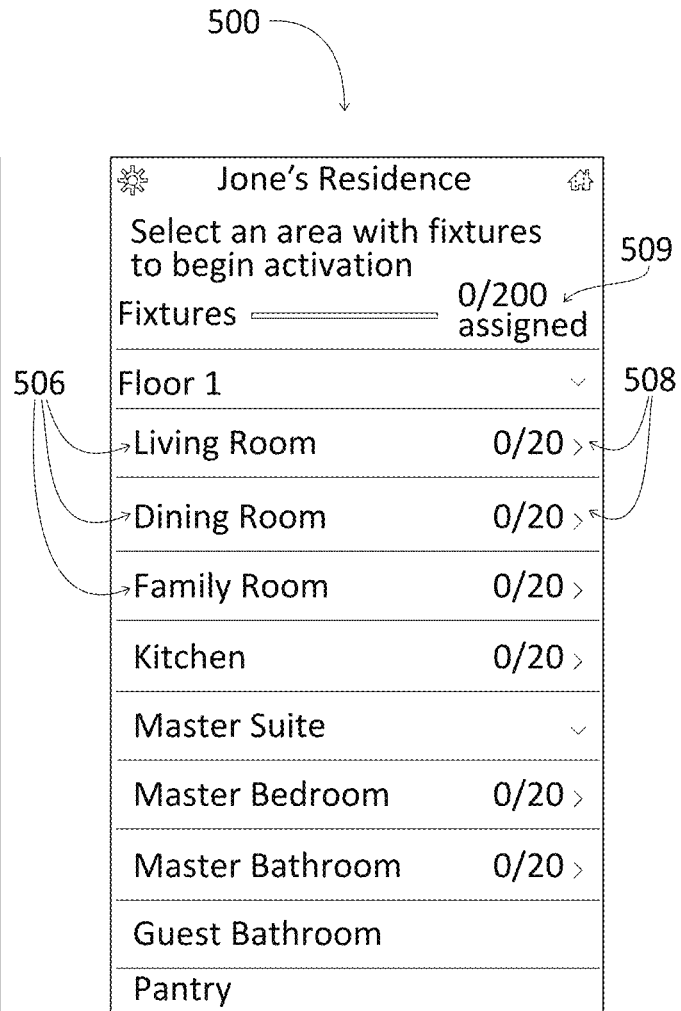 500
Jone's Residence
Select an area with fixtures
to begin activation
509
Fixtures 0/200
assigned
506
Floor 1
508
Living Room 0/20 >
Dining Room 0/20 >
Family Room 0/20 >
Kitchen 0/20 >
Master Suite
Master Bedroom 0/20 >
Master Bathroom 0/20 >
Guest Bathroom
Pantry